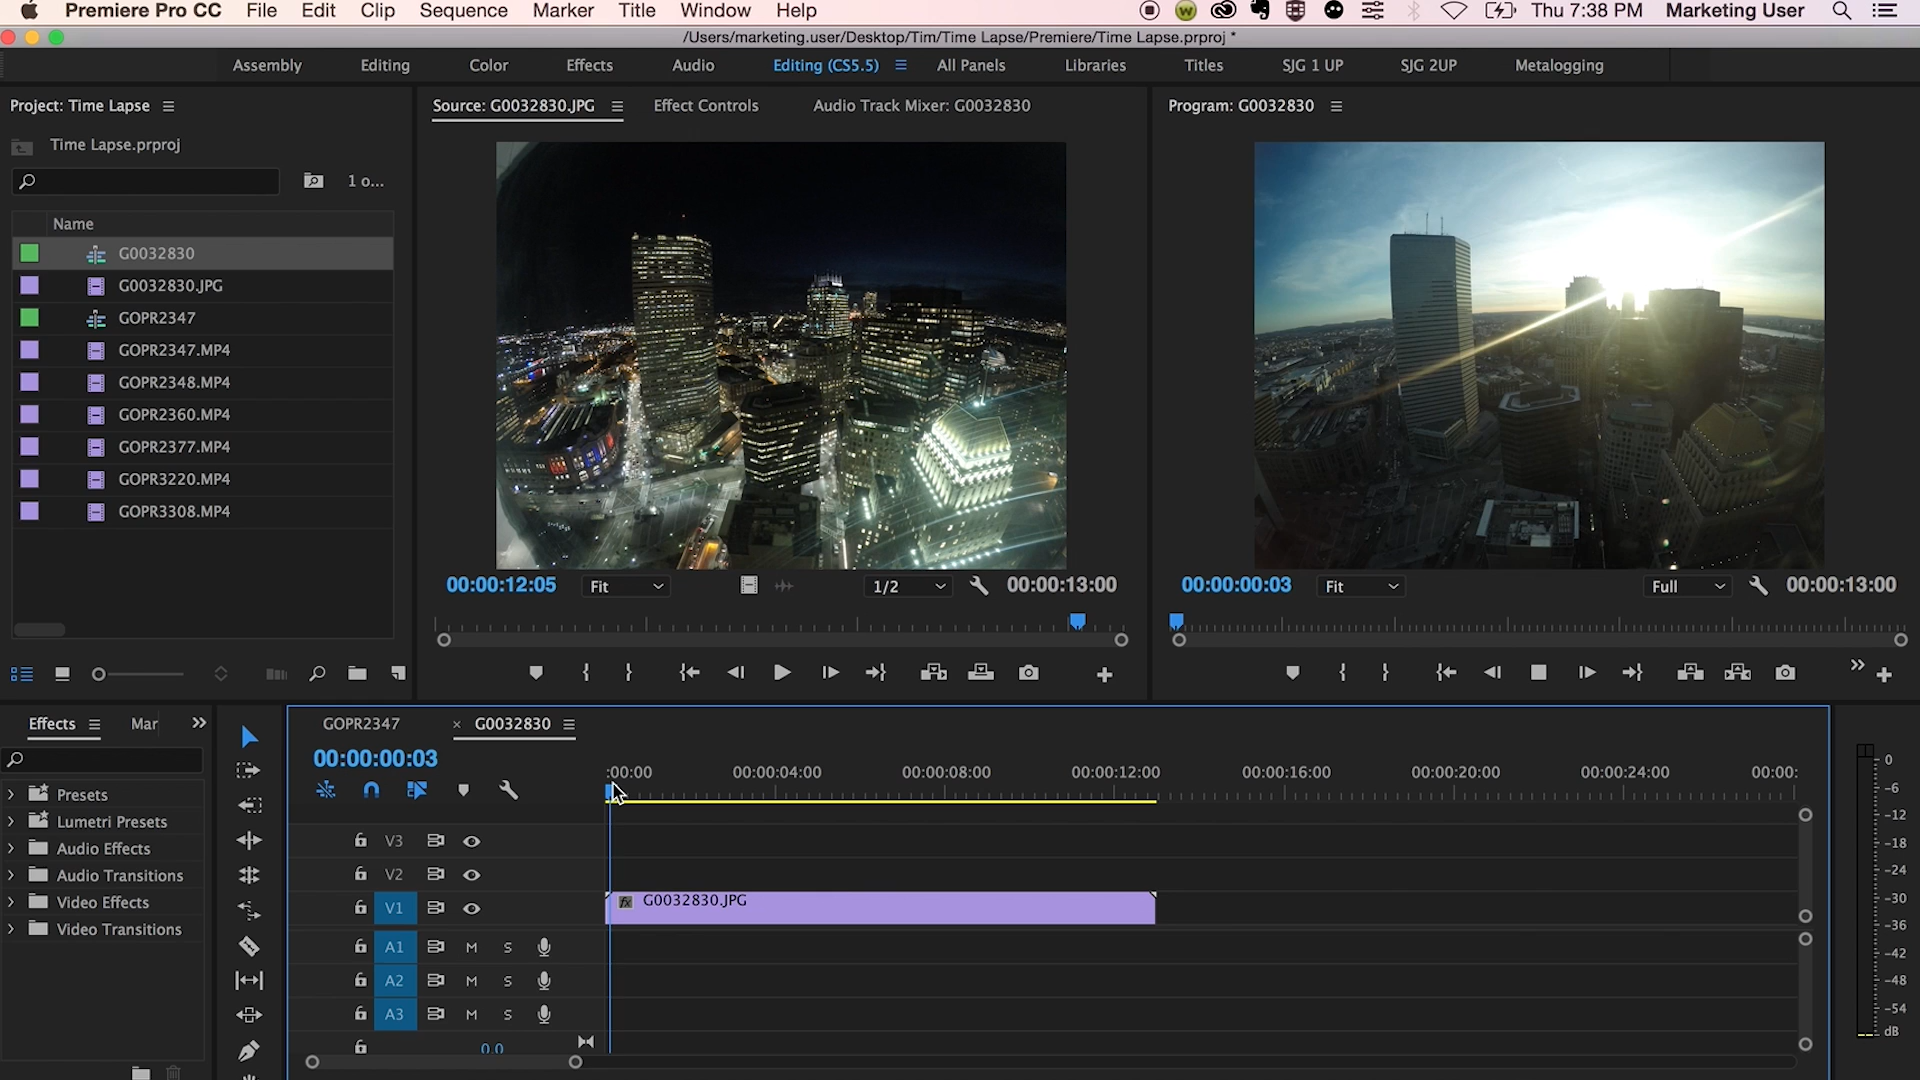 Premiere Pro CC File Edit Clip Sequence Marker Title Window Help Thu 7:38 PM Marketing User
/Users/marketing.user/Desktop/Tim/Time Lapse/Premiere/Time Lapse.prproj *
Assembly Editing Color Effects Audio Editing (CS5.5) All Panels Libraries Titles SJG 1 UP SJG 2UP Metalogging
Project: Time Lapse
Time Lapse.prproj
1 o...
Name
G0032830
G0032830.JPG
GOPR2347
GOPR2347.MP4
GOPR2348.MP4
GOPR2360.MP4
GOPR2377.MP4
GOPR3220.MP4
GOPR3308.MP4
Source: G0032830.JPG Effect Controls Audio Track Mixer: G0032830
00:00:12:05 Fit 1/2 00:00:13:00
Program: G0032830
00:00:00:03 Fit Full 00:00:13:00
Effects Mar
Presets
Lumetri Presets
Audio Effects
Audio Transitions
Video Effects
Video Transitions
GOPR2347 × G0032830
00:00:00:03
:00:00 00:00:04:00 00:00:08:00 00:00:12:00 00:00:16:00 00:00:20:00 00:00:24:00 00:00:
V3
V2
V1 fx G0032830.JPG
A1 M S
A2 M S
A3 M S
0.0
0
-6
-12
-18
-24
-30
-36
-42
-48
-54
dB